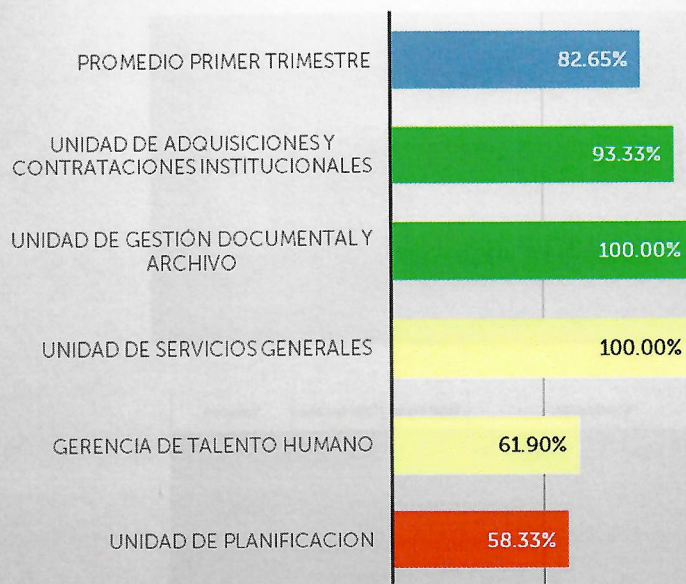 PROMEDIO PRIMER TRIMESTRE
82.65%
UNIDAD DE ADQUISICIONES Y
CONTRATACIONES INSTITUCIONALES
93.33%
UNIDAD DE GESTIÓN DOCUMENTAL Y
ARCHIVO
100.00%
UNIDAD DE SERVICIOS GENERALES
100.00%
GERENCIA DE TALENTO HUMANO
61.90%
UNIDAD DE PLANIFICACION
58.33%